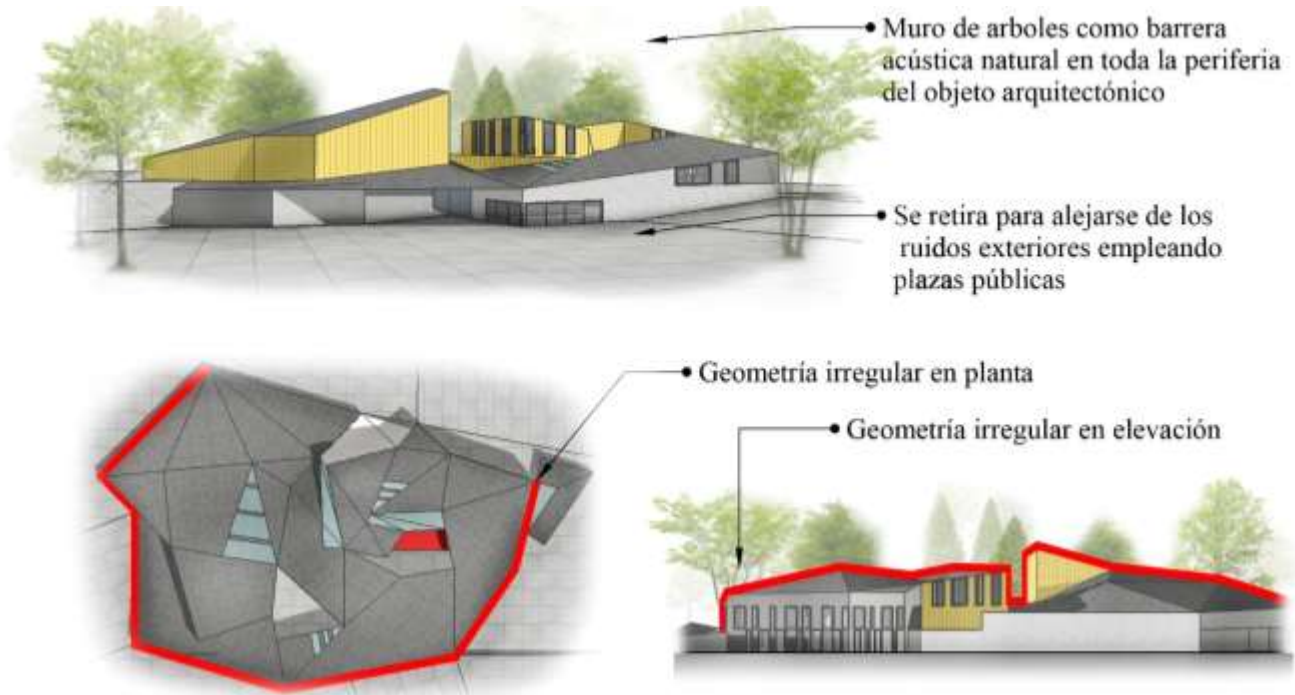 Muro de arboles como barrera
acústica natural en toda la periferia
del objeto arquitectónico
Se retira para alejarse de los
ruidos exteriores empleando
plazas públicas
Geometría irregular en planta
Geometría irregular en elevación